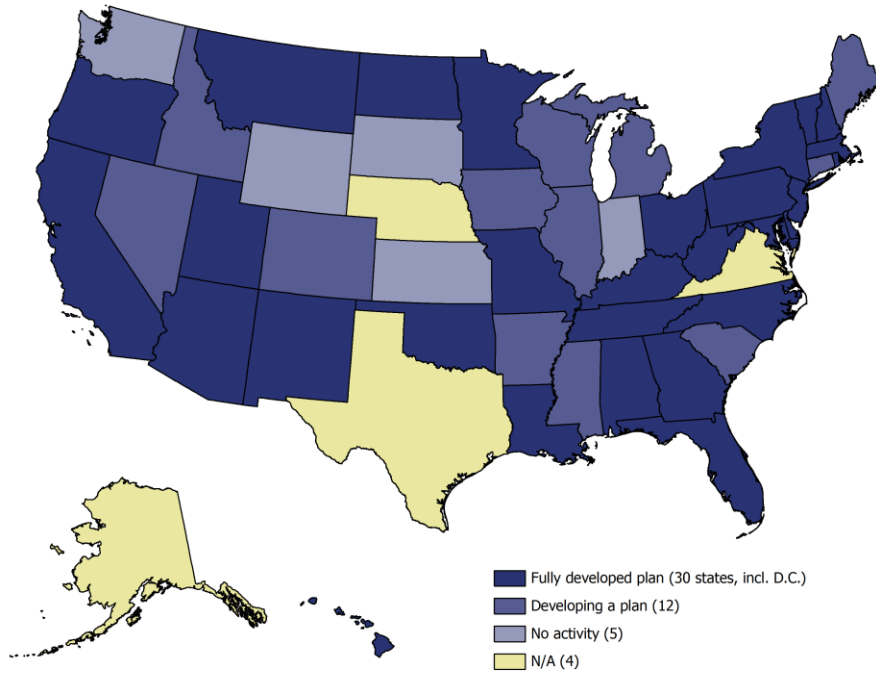 Fully developed plan (30 states, incl. D.C.)
Developing a plan (12)
No activity (5)
N/A (4)